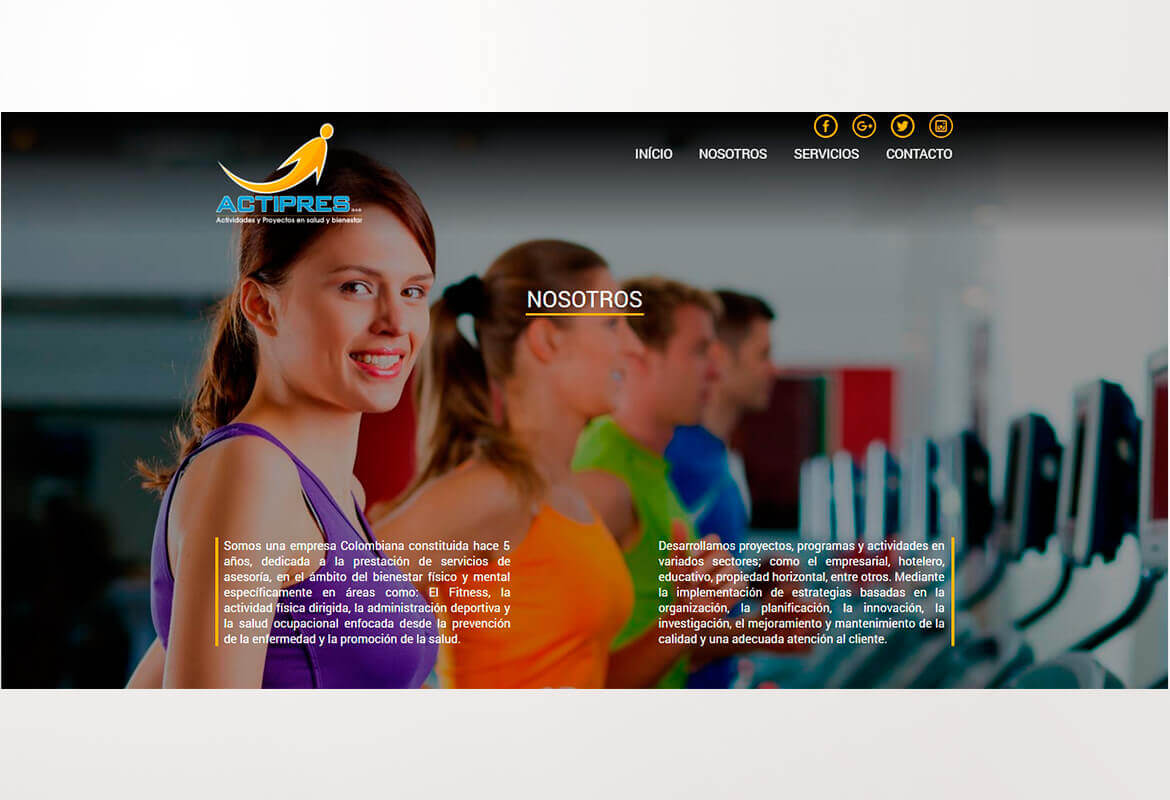 INÍCIO NOSOTROS SERVICIOS CONTACTO
ACTIPRES
Actividades y Proyectos en salud y bienestar
NOSOTROS
Somos una empresa Colombiana constituida hace 5
años, dedicada a la prestación de servicios de
asesoría, en el ámbito del bienestar físico y mental
específicamente en áreas como: El Fitness, la
actividad física dirigida, la administración deportiva y
la salud ocupacional enfocada desde la prevención
de la enfermedad y la promoción de la salud.
Desarrollamos proyectos, programas y actividades en
variados sectores; como el empresarial, hotelero,
educativo, propiedad horizontal, entre otros. Mediante
la implementación de estrategias basadas en la
organización, la planificación, la innovación, la
investigación, el mejoramiento y mantenimiento de la
calidad y una adecuada atención al cliente.